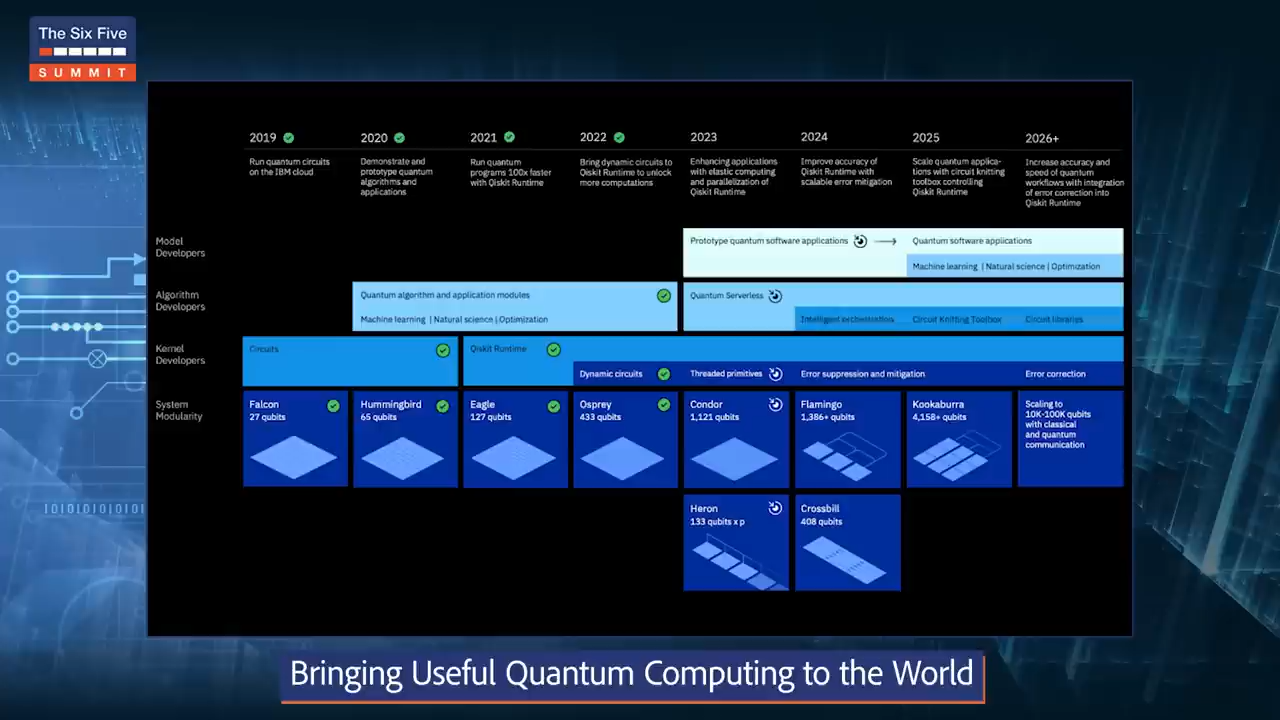 The Six Five
SUMMIT
2019
2020
2021
2022
2023
2024
2025
2026+
Run quantum circuits
on the IBM cloud
Demonstrate and
prototype quantum
algorithms and
applications
Run quantum
programs 100x faster
with Qiskit Runtime
Bring dynamic circuits to
Qiskit Runtime to unlock
more computations
Enhancing applications
with elastic computing
and parallelization of
Qiskit Runtime
Improve accuracy of
Qiskit Runtime with
scalable error mitigation
Scale quantum applica-
tions with circuit knitting
toolbox controlling
Qiskit Runtime
Increase accuracy and
speed of quantum
workflows with integration
of error correction into
Qiskit Runtime
Model
Developers
Prototype quantum software applications
Quantum software applications
Machine learning | Natural science | Optimization
Algorithm
Developers
Quantum algorithm and application modules
Machine learning | Natural science | Optimization
Quantum Serverless
Intelligent orchestration
Circuit Knitting Toolbox
Circuit libraries
Kernel
Developers
Circuits
Qiskit Runtime
Dynamic circuits
Threaded primitives
Error suppression and mitigation
Error correction
System
Modularity
Falcon
27 qubits
Hummingbird
65 qubits
Eagle
127 qubits
Osprey
433 qubits
Condor
1,121 qubits
Flamingo
1,386+ qubits
Kookaburra
4,158+ qubits
Scaling to
10K-100K qubits
with classical
and quantum
communication
Heron
133 qubits x p
Crossbill
408 qubits
1010101010101
Bringing Useful Quantum Computing to the World